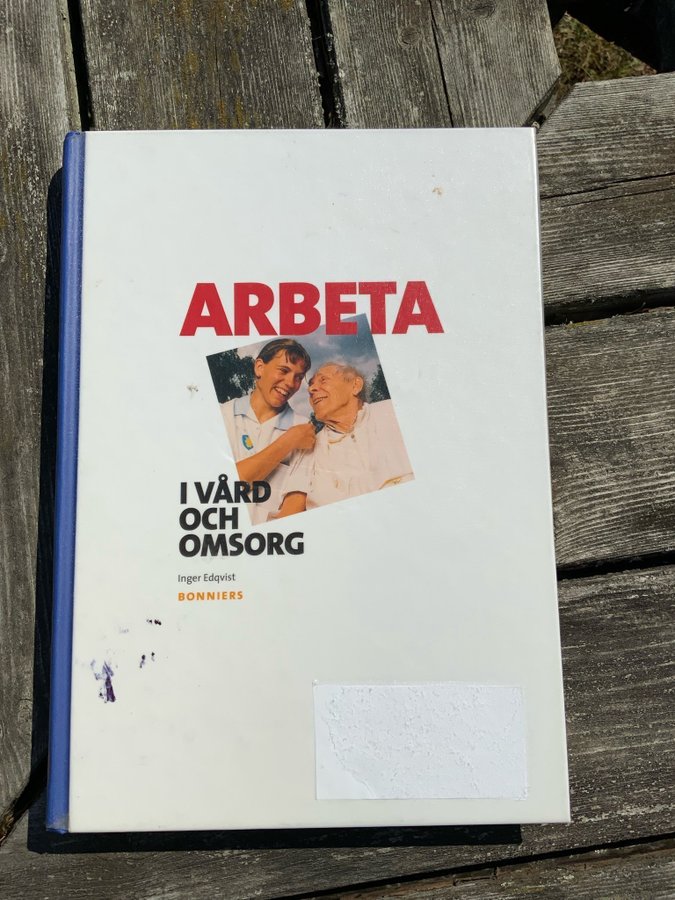 ARBETA
I VÅRD
OCH
OMSORG
Inger Edqvist
BONNIERS